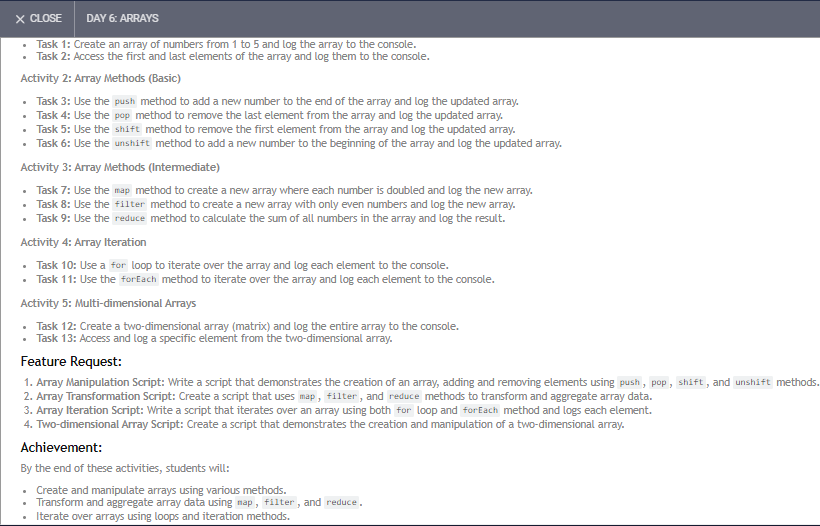 CLOSE DAY 6: ARRAYS
Task 1: Create an array of numbers from 1 to 5 and log the array to the console.
Task 2: Access the first and last elements of the array and log them to the console.
Activity 2: Array Methods (Basic)
Task 3: Use the push method to add a new number to the end of the array and log the updated array.
Task 4: Use the pop method to remove the last element from the array and log the updated array.
Task 5: Use the shift method to remove the first element from the array and log the updated array.
Task 6: Use the unshift method to add a new number to the beginning of the array and log the updated array.
Activity 3: Array Methods (Intermediate)
Task 7: Use the map method to create a new array where each number is doubled and log the new array.
Task 8: Use the filter method to create a new array with only even numbers and log the new array.
Task 9: Use the reduce method to calculate the sum of all numbers in the array and log the result.
Activity 4: Array Iteration
Task 10: Use a for loop to iterate over the array and log each element to the console.
Task 11: Use the forEach method to iterate over the array and log each element to the console.
Activity 5: Multi-dimensional Arrays
Task 12: Create a two-dimensional array (matrix) and log the entire array to the console.
Task 13: Access and log a specific element from the two-dimensional array.
Feature Request:
1. Array Manipulation Script: Write a script that demonstrates the creation of an array, adding and removing elements using push, pop, shift, and unshift methods.
2. Array Transformation Script: Create a script that uses map, filter, and reduce methods to transform and aggregate array data.
3. Array Iteration Script: Write a script that iterates over an array using both for loop and forEach method and logs each element.
4. Two-dimensional Array Script: Create a script that demonstrates the creation and manipulation of a two-dimensional array.
Achievement:
By the end of these activities, students will:
Create and manipulate arrays using various methods.
Transform and aggregate array data using map, filter, and reduce.
Iterate over arrays using loops and iteration methods.